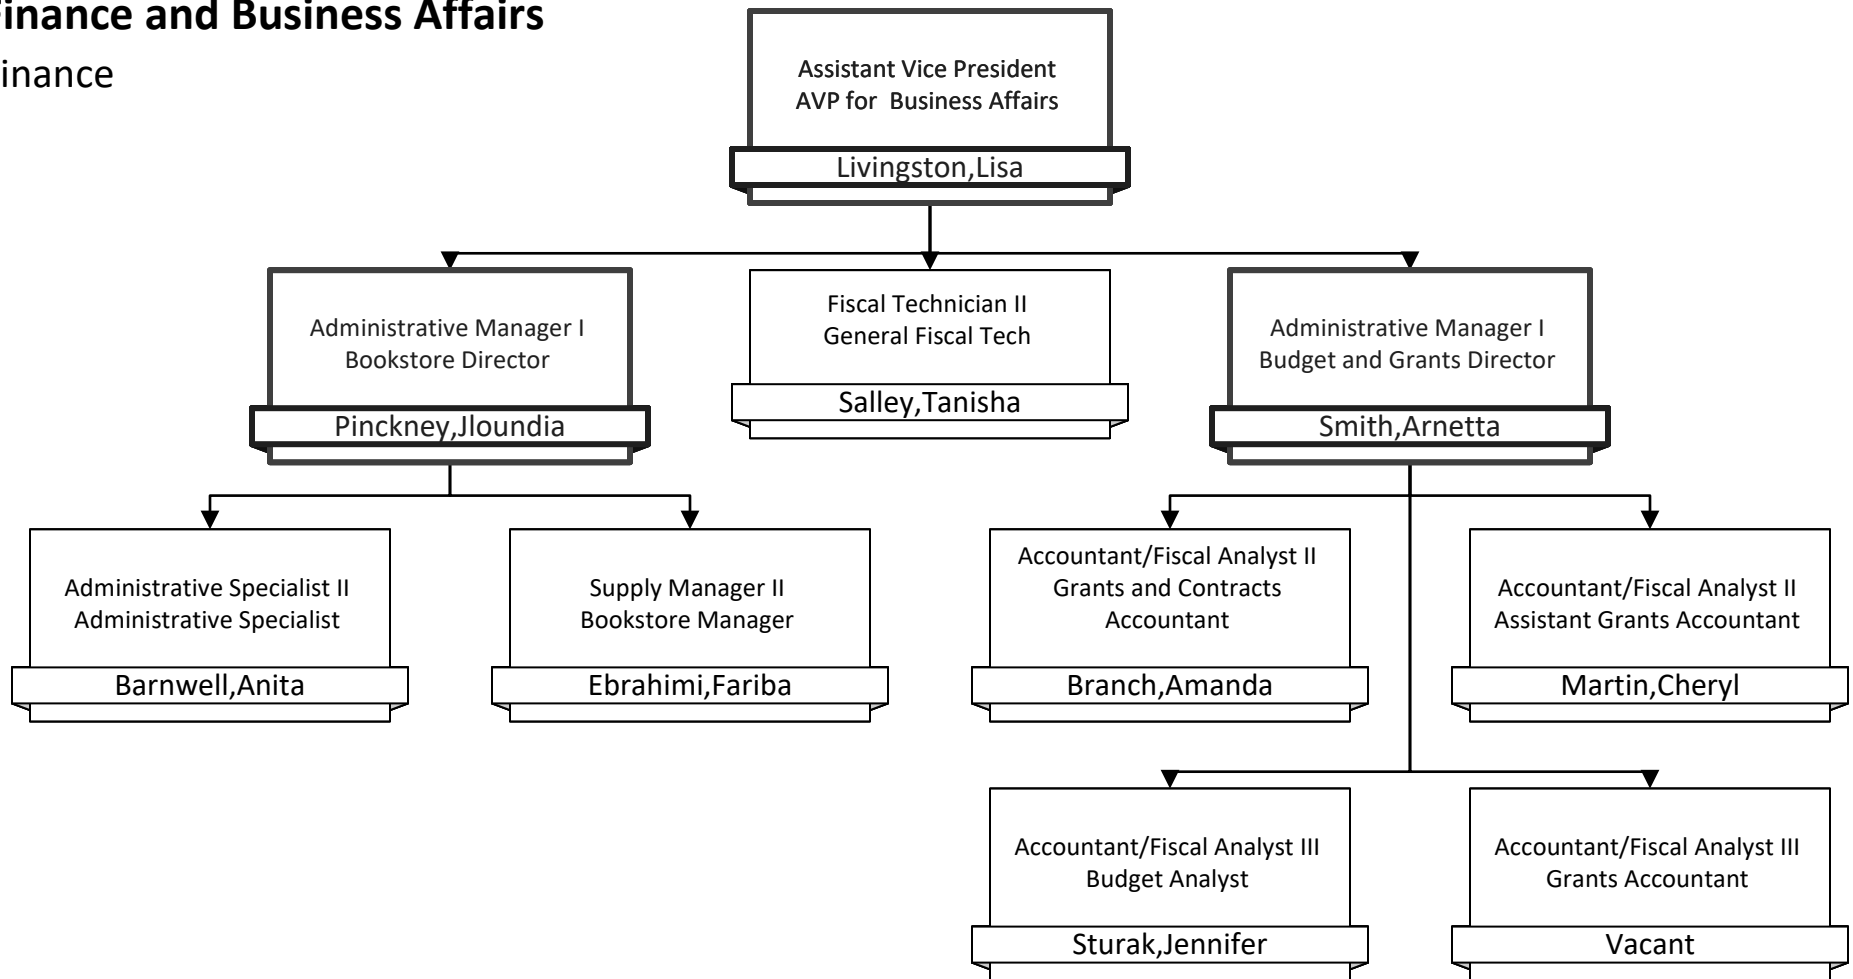 Finance and Business Affairs
inance
Assistant Vice President
AVP for  Business Affairs
Livingston,Lisa
Administrative Manager I
Bookstore Director
Pinckney,Jloundia
Fiscal Technician II
General Fiscal Tech
Salley,Tanisha
Administrative Manager I
Budget and Grants Director
Smith,Arnetta
Administrative Specialist II
Administrative Specialist
Barnwell,Anita
Supply Manager II
Bookstore Manager
Ebrahimi,Fariba
Accountant/Fiscal Analyst II
Grants and Contracts
Accountant
Branch,Amanda
Accountant/Fiscal Analyst II
Assistant Grants Accountant
Martin,Cheryl
Accountant/Fiscal Analyst III
Budget Analyst
Sturak,Jennifer
Accountant/Fiscal Analyst III
Grants Accountant
Vacant